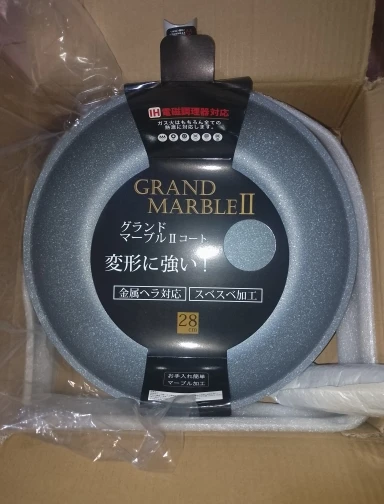 IH電磁調理器対応
ガス火はもちろん全ての
熱源に対応します。
GRAND
MARBLEⅡ
グランド
マーブルⅡコート
変形に強い!
金属ヘラ対応 スベスベ加工
28
cm
お手入れ簡単
マーブル加工